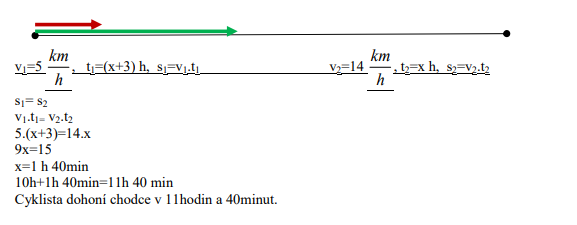 v₁=5 km/h, t₁=(x+3) h, s₁=v₁.t₁ v₂=14 km/h, t₂=x h, s₂=v₂.t₂
s₁= s₂
v₁.t₁= v₂.t₂
5.(x+3)=14.x
9x=15
x=1 h 40min
10h+1h 40min=11h 40 min
Cyklista dohoní chodce v 11hodin a 40minut.